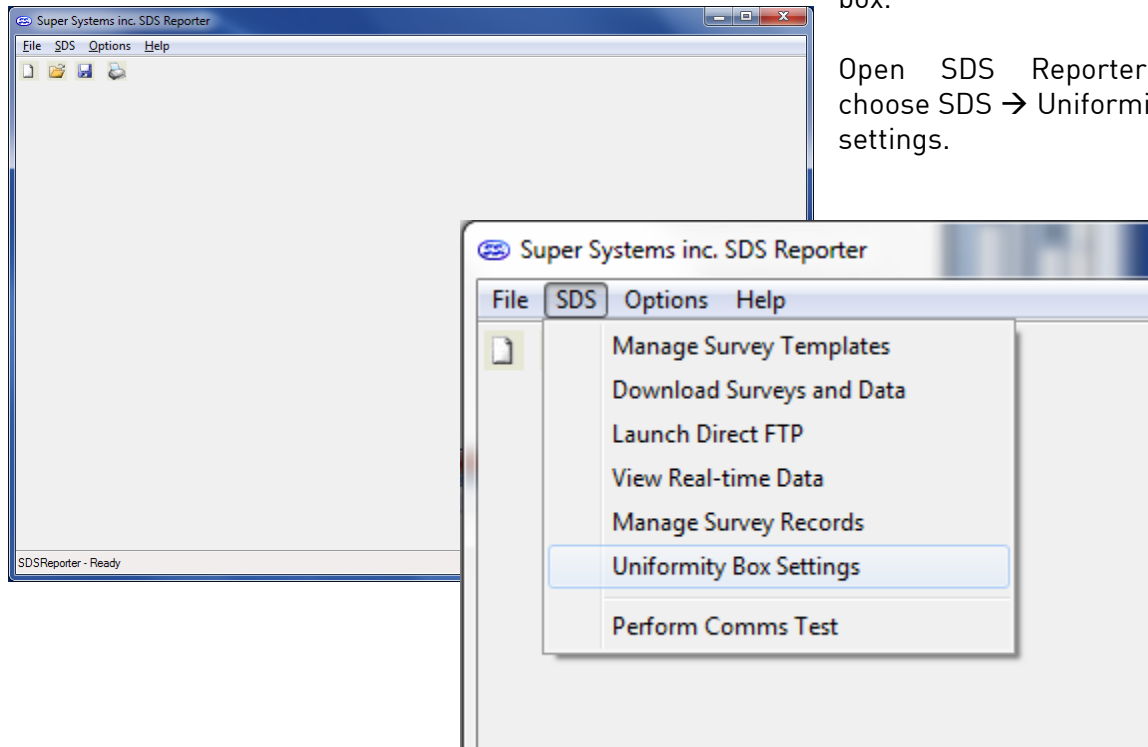 Super Systems inc. SDS Reporter
File SDS Options Help
SDSReporter - Ready
box.
Open SDS Reporter
choose SDS → Uniformi
settings.
Super Systems inc. SDS Reporter
File SDS Options Help
Manage Survey Templates
Download Surveys and Data
Launch Direct FTP
View Real-time Data
Manage Survey Records
Uniformity Box Settings
Perform Comms Test